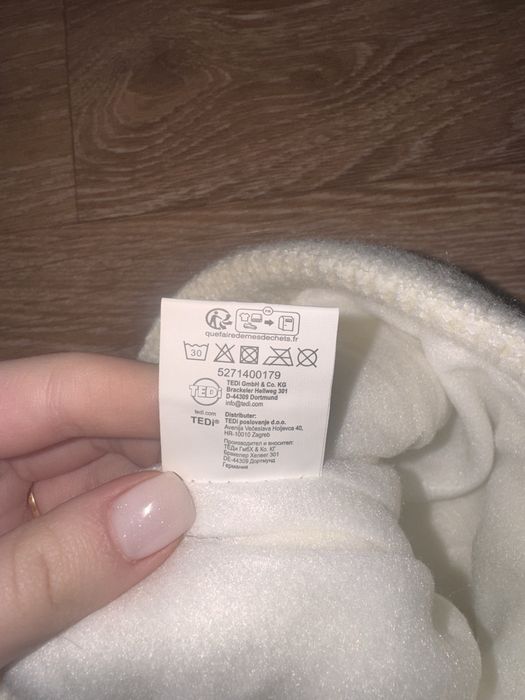 FR
quefairedemesdechets.fr
30
5271400179
TEDi
TEDi GmbH & Co. KG
Brackeler Hellweg 301
D-44309 Dortmund
info@tedi.com
tedi.com
TEDi®
Distributer:
TEDI poslovanje d.o.o.
Avenija Većeslava Holjevca 40,
HR-10010 Zagreb
Производител и вносител:
ТЕДи ГмбХ & Ко. КГ
Бракелер Хелвег 301
DE-44309 Дортмунд
Германия